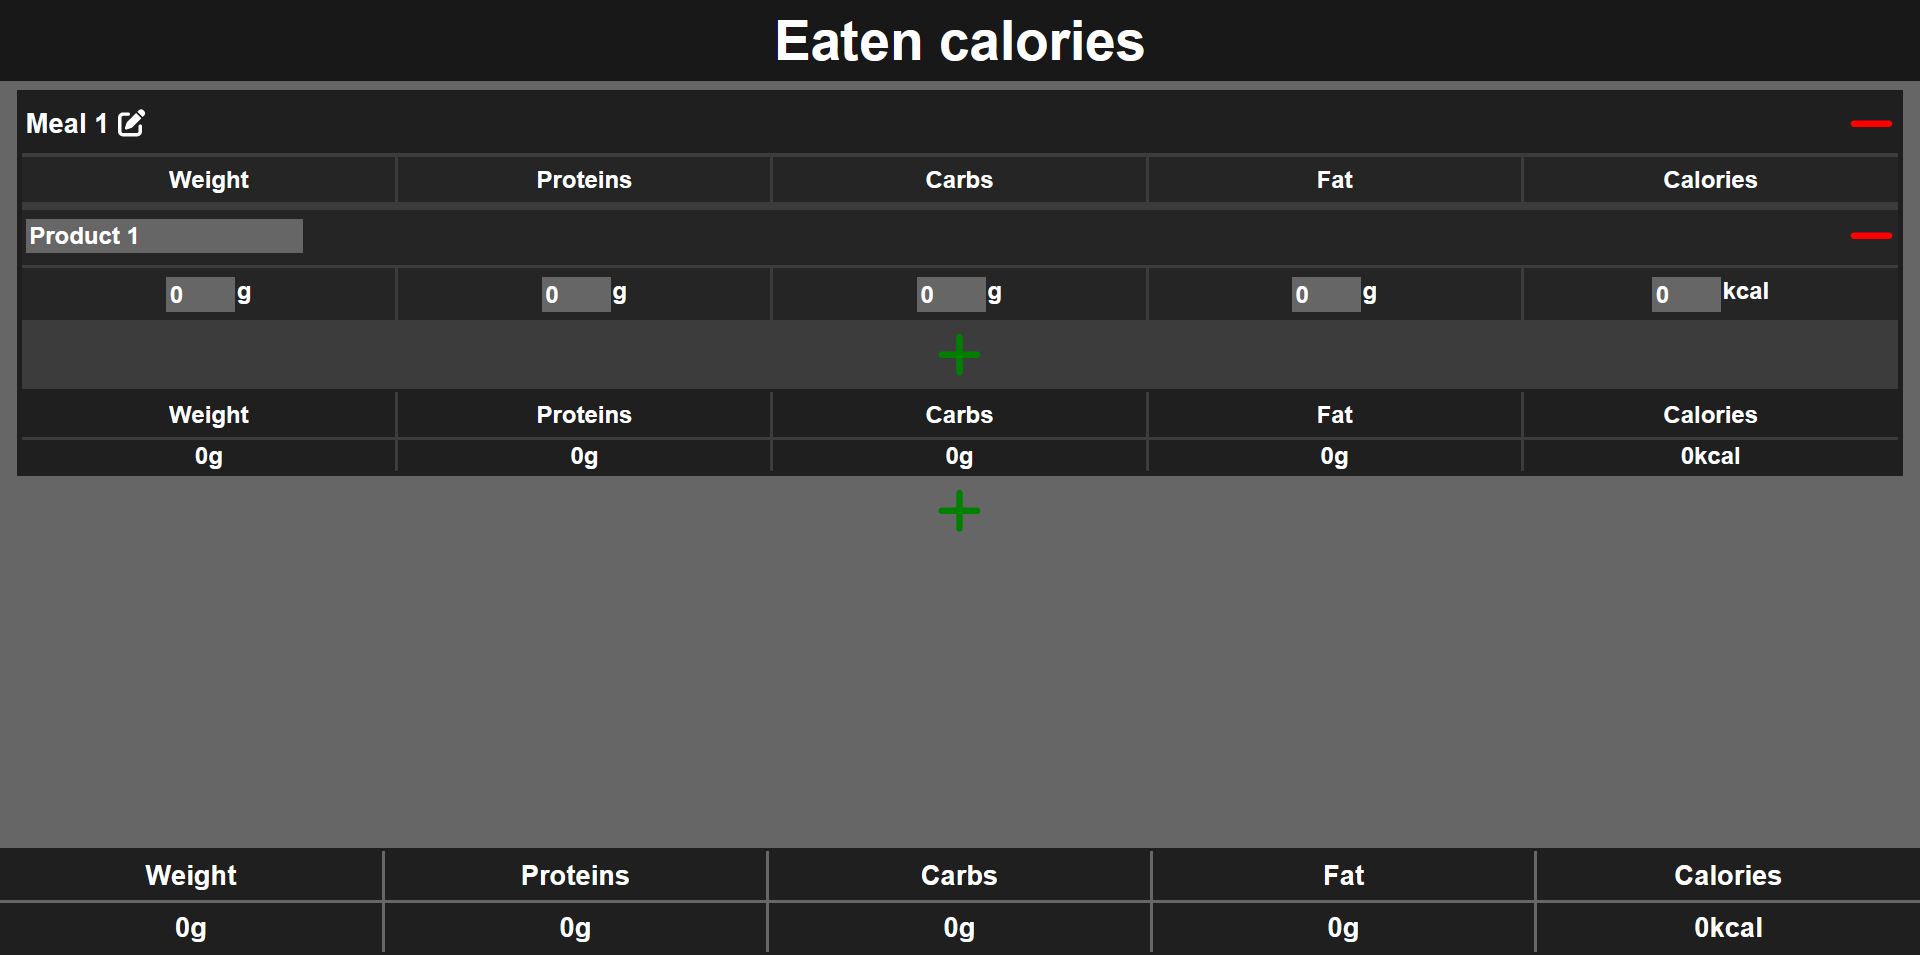 Eaten calories
Meal 1
Weight Proteins Carbs Fat Calories
Product 1
0 g 0 g 0 g 0 g 0 kcal
Weight Proteins Carbs Fat Calories
0g 0g 0g 0g 0kcal
Weight Proteins Carbs Fat Calories
0g 0g 0g 0g 0kcal